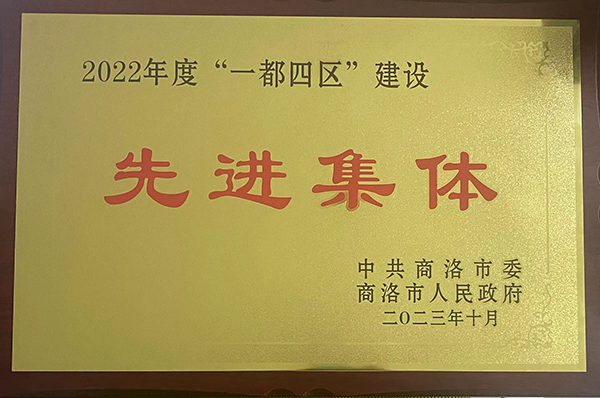 2022年度“一都四区”建设
先进集体
中共商洛市委
商洛市人民政府
二〇二三年十月